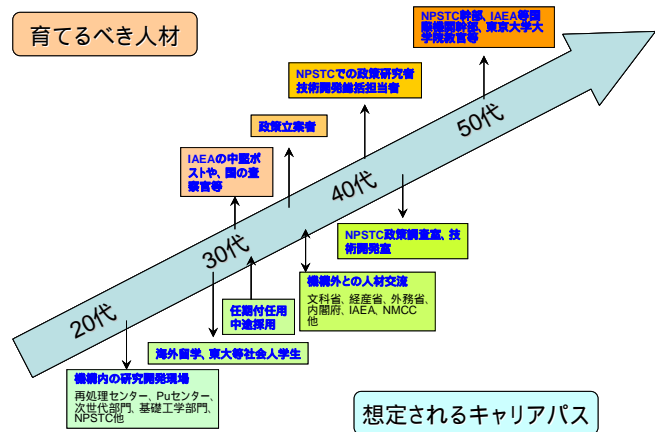 育てるべき人材
NPSTC幹部、IAEA等国
際機関幹部、東京大学大
学院教官等
NPSTCでの政策研究者
技術開発総括担当者
政策立案者
IAEAの中堅ポ
ストや、国の査
察官等
50代
40代
30代
20代
NPSTC政策調査室、技
術開発室
機構外との人材交流
文科省、経産省、外務省、
内閣府、IAEA、NMCC
他
任期付任用
中途採用
海外留学、東大等社会人学生
機構内の研究開発現場
再処理センター、Puセンター、
次世代部門、基礎工学部門、
NPSTC他
想定されるキャリアパス